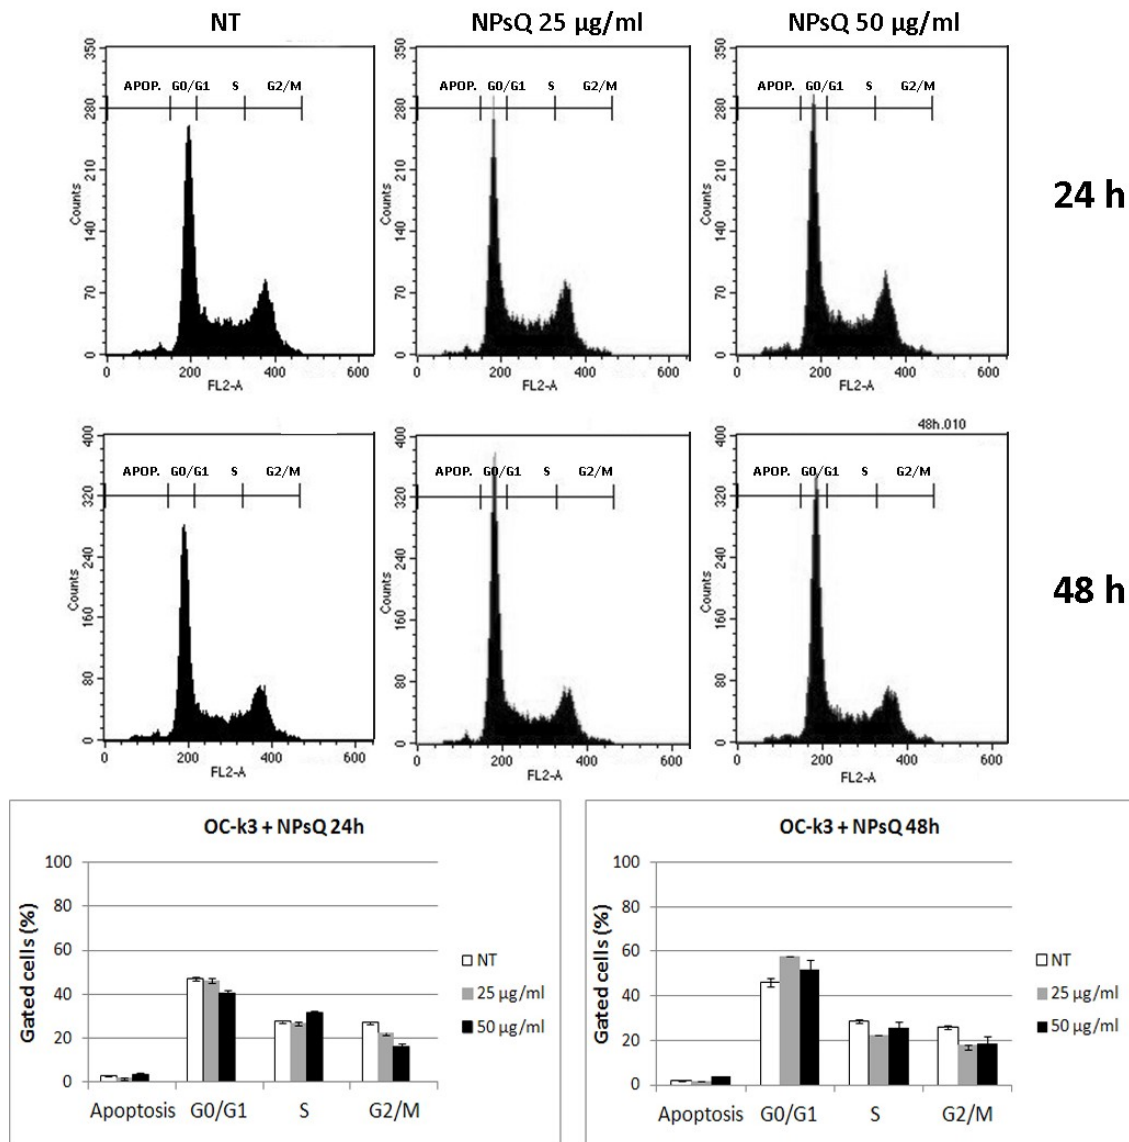 NT NPsQ 25 µg/ml NPsQ 50 µg/ml
350 280 210 140 70 0
Counts
APOP. G0/G1 S G2/M
0 200 400 600
FL2-A
350 280 210 140 70 0
Counts
APOP. G0/G1 S G2/M
0 200 400 600
FL2-A
350 280 210 140 70 0
Counts
APOP. G0/G1 S G2/M
0 200 400 600
FL2-A
24 h
400 320 240 160 80 0
Counts
APOP. G0/G1 S G2/M
0 200 400 600
FL2-A
400 320 240 160 80 0
Counts
APOP. G0/G1 S G2/M
0 200 400 600
FL2-A
48h.010
400 320 240 160 80 0
Counts
APOP. G0/G1 S G2/M
0 200 400 600
FL2-A
48 h
OC-k3 + NPsQ 24h
Gated cells (%)
100
80
60
40
20
0
Apoptosis G0/G1 S G2/M
NT
25 µg/ml
50 µg/ml
OC-k3 + NPsQ 48h
Gated cells (%)
100
80
60
40
20
0
Apoptosis G0/G1 S G2/M
NT
25 µg/ml
50 µg/ml